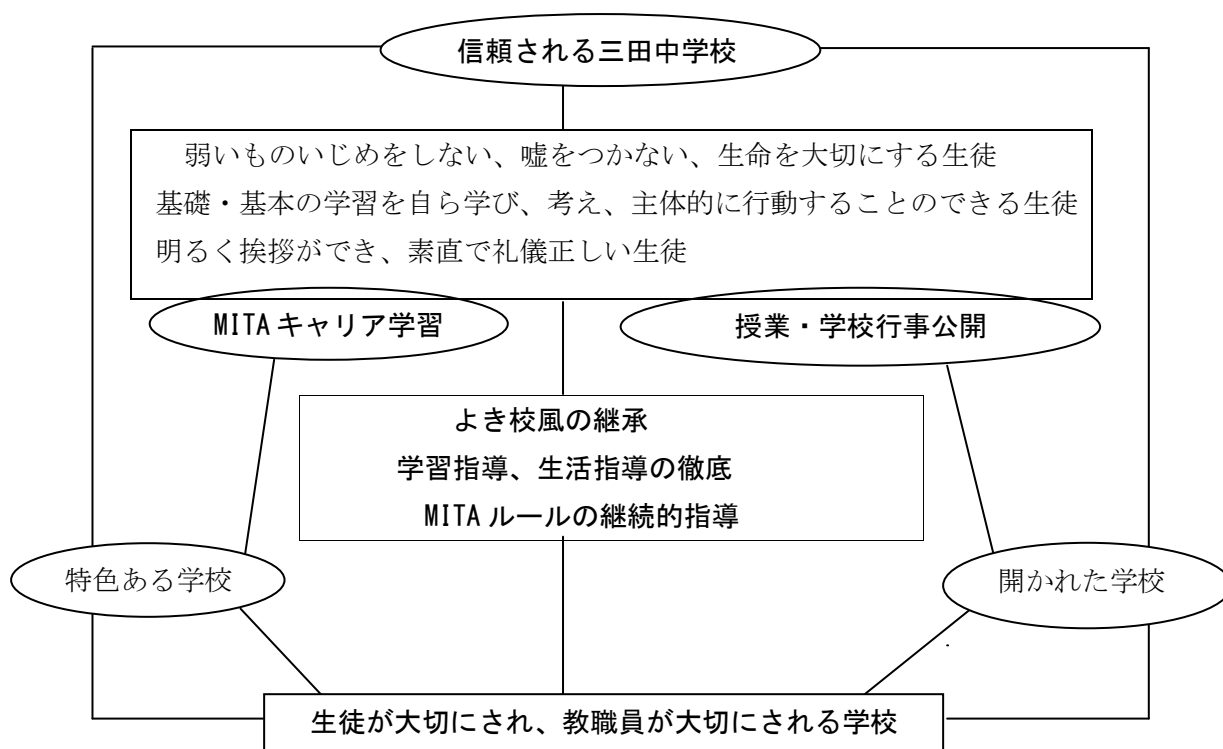 信頼される三田中学校
弱いものいじめをしない、嘘をつかない、生命を大切にする生徒
基礎・基本の学習を自ら学び、考え、主体的に行動することのできる生徒
明るく挨拶ができ、素直で礼儀正しい生徒
MITAキャリア学習
授業・学校行事公開
よき校風の継承
学習指導、生活指導の徹底
MITAルールの継続的指導
特色ある学校
開かれた学校
生徒が大切にされ、教職員が大切にされる学校